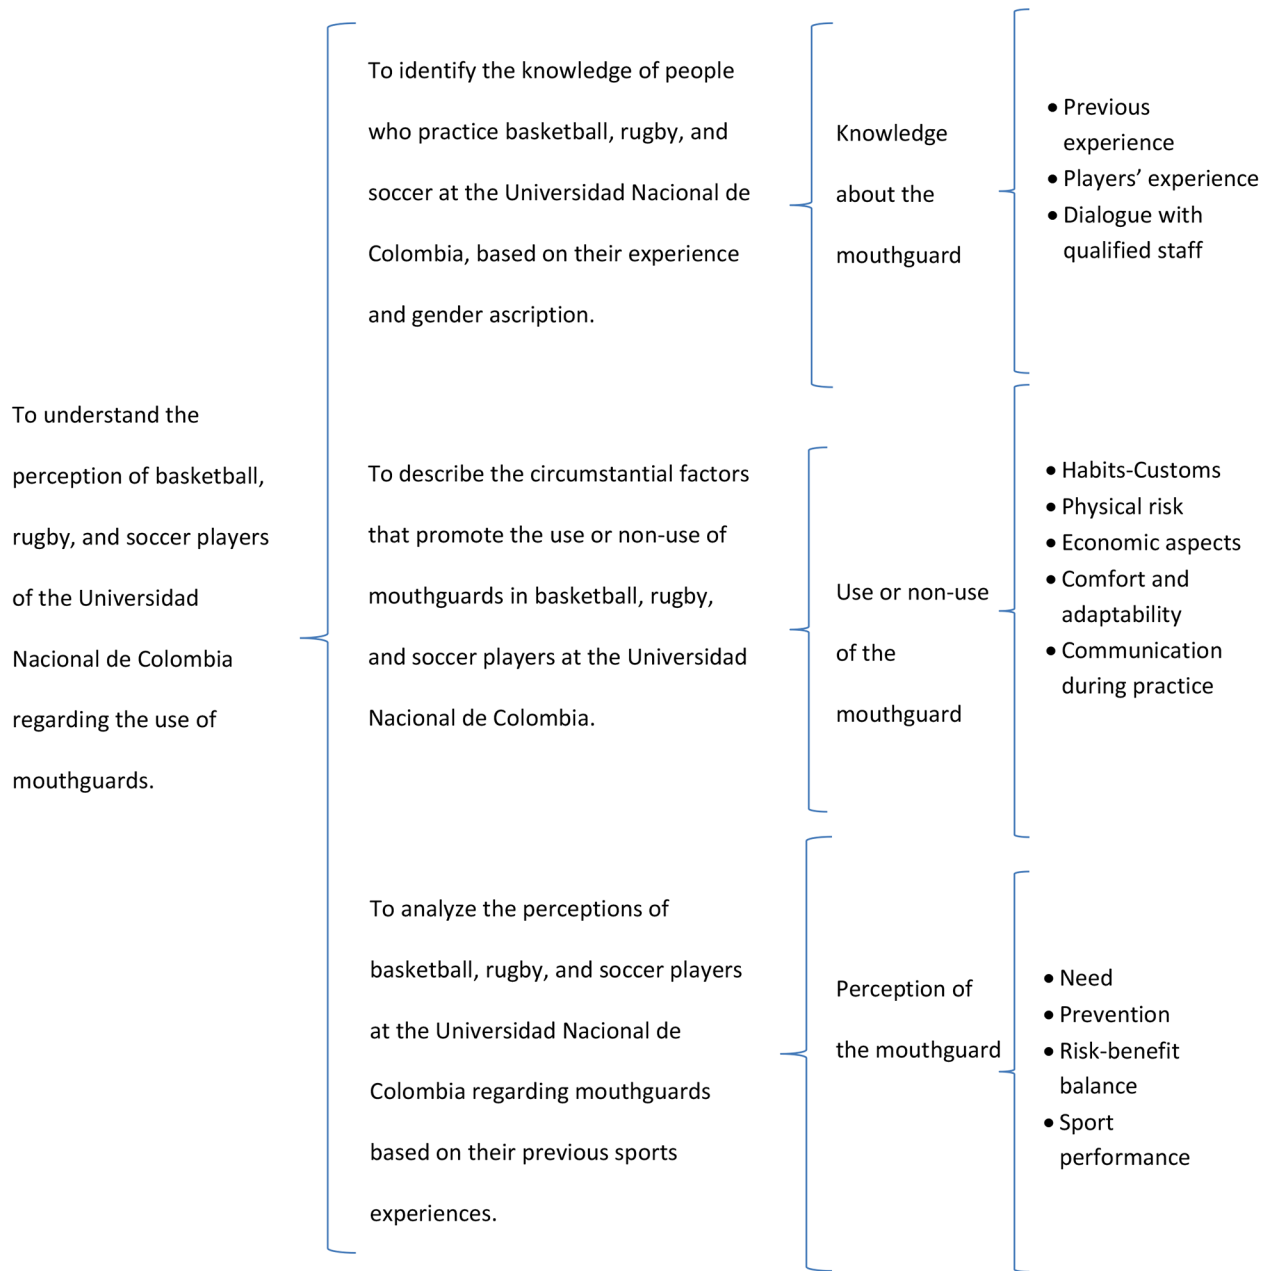 To understand the
perception of basketball,
rugby, and soccer players
of the Universidad
Nacional de Colombia
regarding the use of
mouthguards.
To identify the knowledge of people
who practice basketball, rugby, and
soccer at the Universidad Nacional de
Colombia, based on their experience
and gender ascription.
Knowledge
about the
mouthguard
• Previous
experience
• Players’ experience
• Dialogue with
qualified staff
To describe the circumstantial factors
that promote the use or non-use of
mouthguards in basketball, rugby,
and soccer players at the Universidad
Nacional de Colombia.
Use or non-use
of the
mouthguard
• Habits-Customs
• Physical risk
• Economic aspects
• Comfort and
adaptability
• Communication
during practice
To analyze the perceptions of
basketball, rugby, and soccer players
at the Universidad Nacional de
Colombia regarding mouthguards
based on their previous sports
experiences.
Perception of
the mouthguard
• Need
• Prevention
• Risk-benefit
balance
• Sport
performance